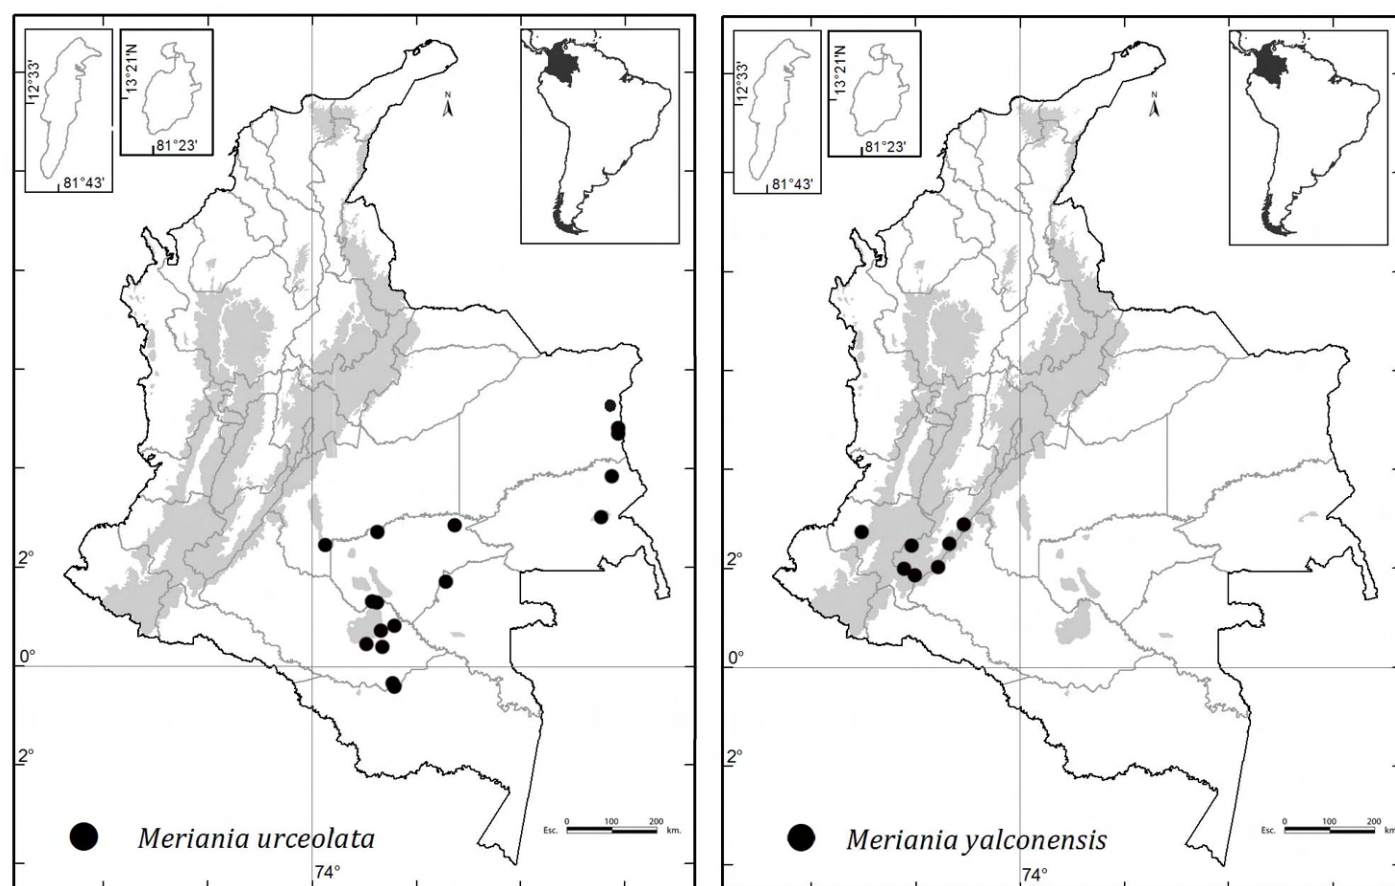 12°33'
81°43'
13°21'N
81°23'
N
2°
0°
2°
74°
Esc. 0 100 200 km.
Meriania urceolata
12°33'
81°43'
13°21'N
81°23'
N
2°
0°
2°
74°
Esc. 0 100 200 km.
Meriania yalconensis